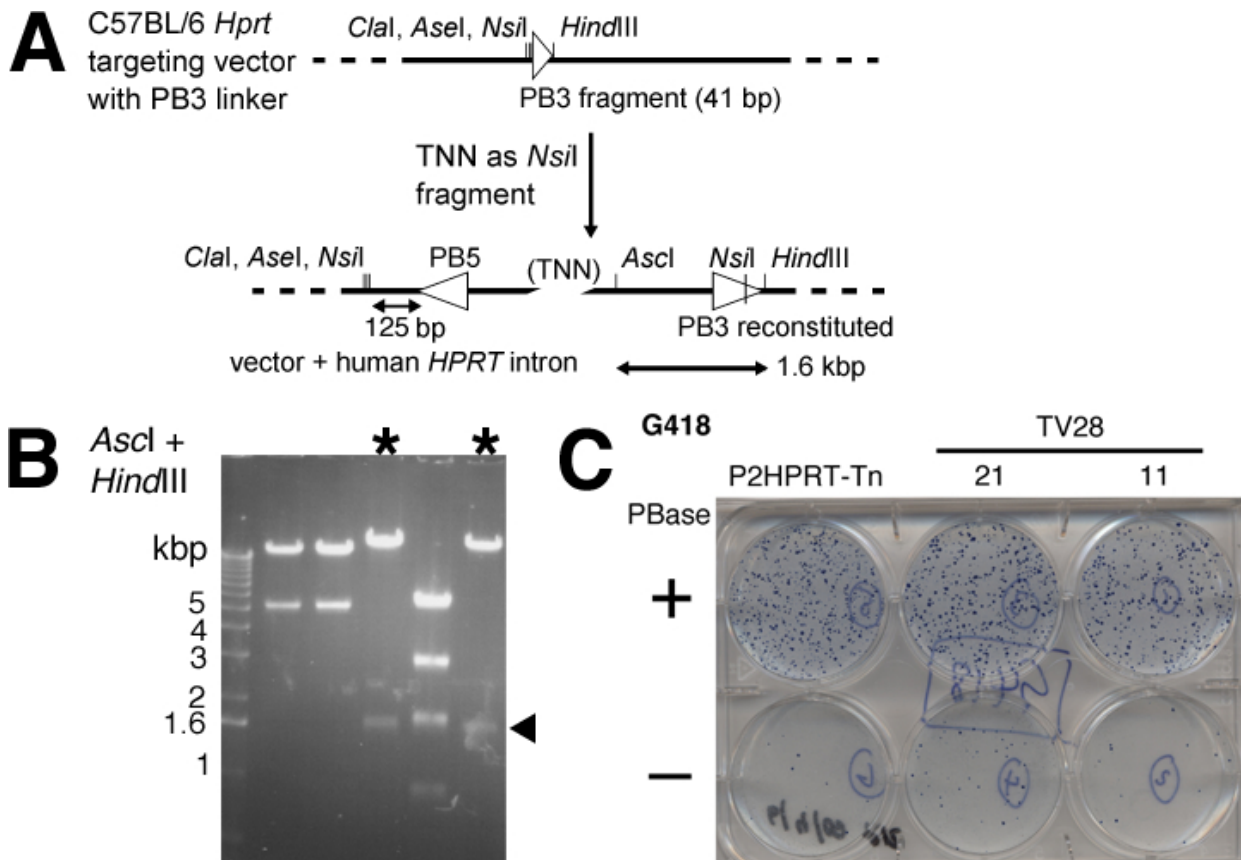 A
C57BL/6 Hprt
targeting vector
with PB3 linker
ClaI, AseI, NsiI
HindIII
PB3 fragment (41 bp)
TNN as NsiI
fragment
ClaI, AseI, NsiI
PB5
(TNN)
AscI
NsiI
HindIII
125 bp
PB3 reconstituted
vector + human HPRT intron
1.6 kbp
B
AscI +
HindIII
* *
kbp
5
4
3
2
1.6
1
C
G418
TV28
P2HPRT-Tn
21
11
PBase
+
−